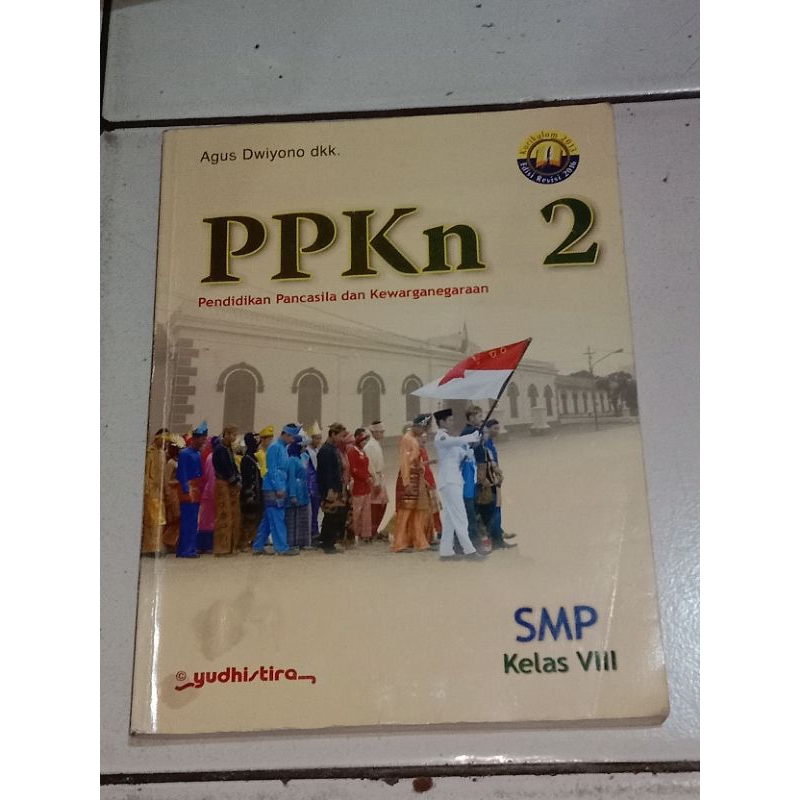 Agus Dwiyono dkk.
Kurikulum 2013
Edisi Revisi 2016
PPKn 2
Pendidikan Pancasila dan Kewarganegaraan
SMP
Kelas VIII
© yudhistira